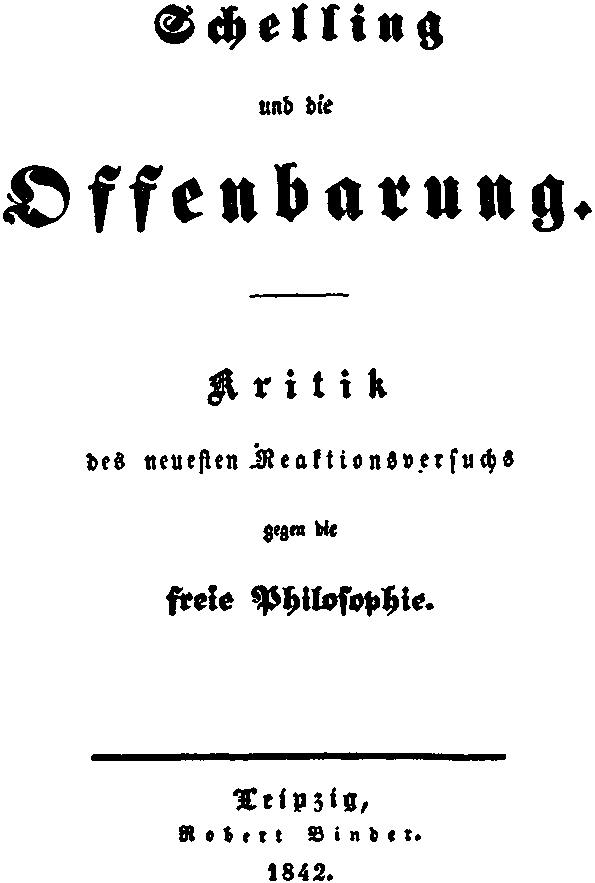 Schelling
und die
Offenbarung.
Kritik
des neueſten Reaktionsverſuchs
gegen die
freie Philoſophie.
Leipzig,
Robert Binder.
1842.